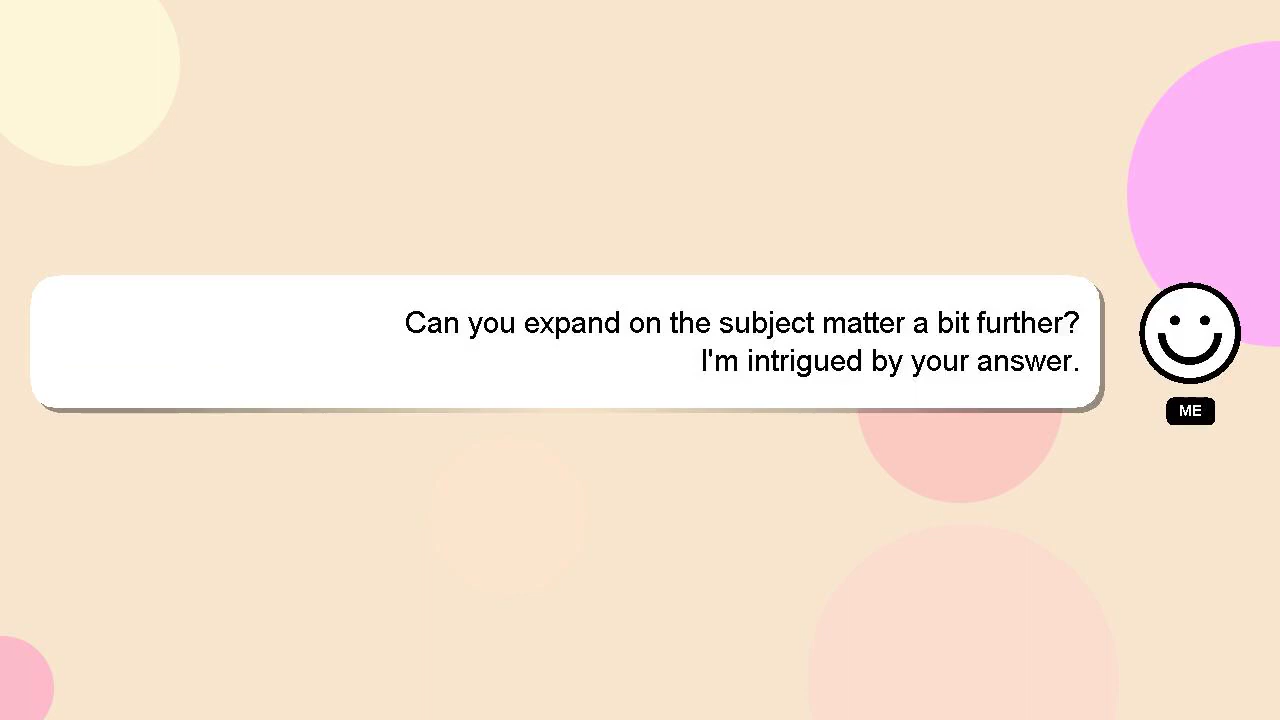 Can you expand on the subject matter a bit further?
I'm intrigued by your answer.
ME